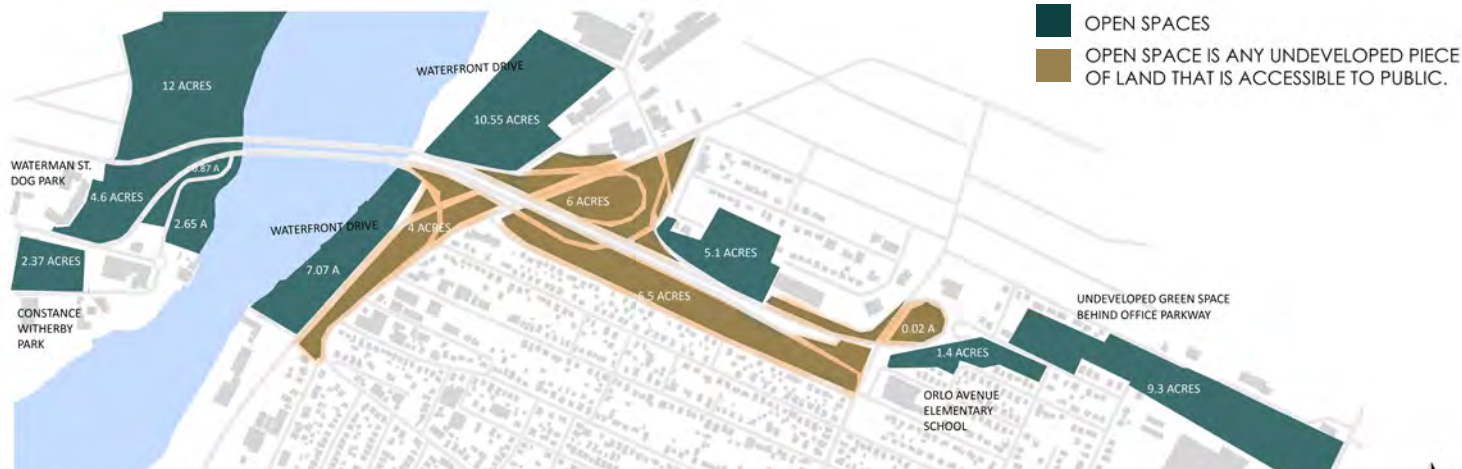 OPEN SPACES
OPEN SPACE IS ANY UNDEVELOPED PIECE
OF LAND THAT IS ACCESSIBLE TO PUBLIC.
WATERFRONT DRIVE
12 ACRES
10.55 ACRES
WATERMAN ST.
DOG PARK
0.87 A
4.6 ACRES
6 ACRES
2.65 A
4 ACRES
WATERFRONT DRIVE
5.1 ACRES
2.37 ACRES
7.07 A
6.5 ACRES
UNDEVELOPED GREEN SPACE
BEHIND OFFICE PARKWAY
CONSTANCE
WITHERBY
PARK
0.02 A
1.4 ACRES
9.3 ACRES
ORLO AVENUE
ELEMENTARY
SCHOOL